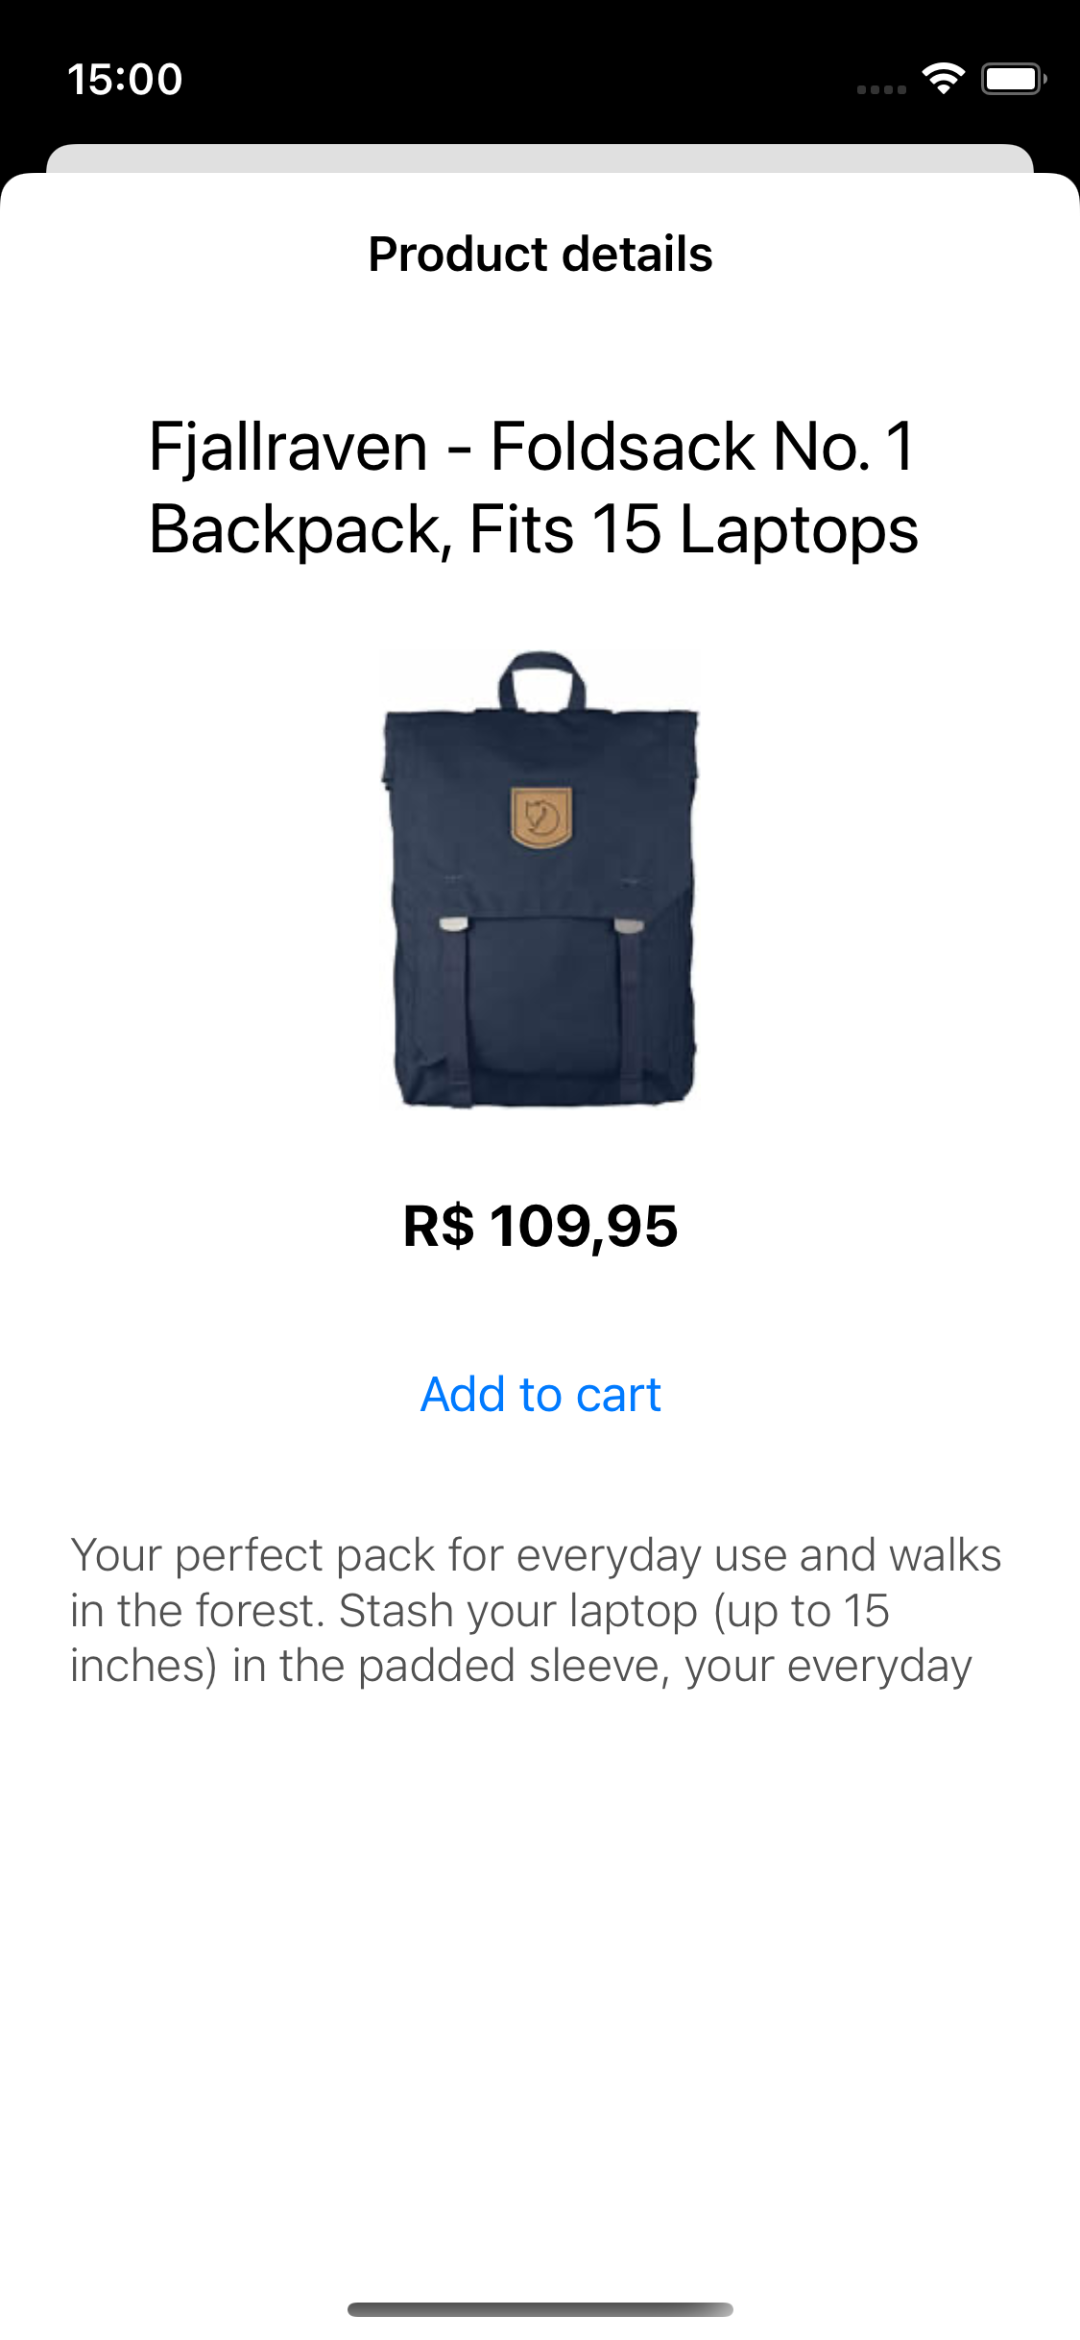 15:00
Product details
Fjallraven - Foldsack No. 1
Backpack, Fits 15 Laptops
R$ 109,95
Add to cart
Your perfect pack for everyday use and walks
in the forest. Stash your laptop (up to 15
inches) in the padded sleeve, your everyday